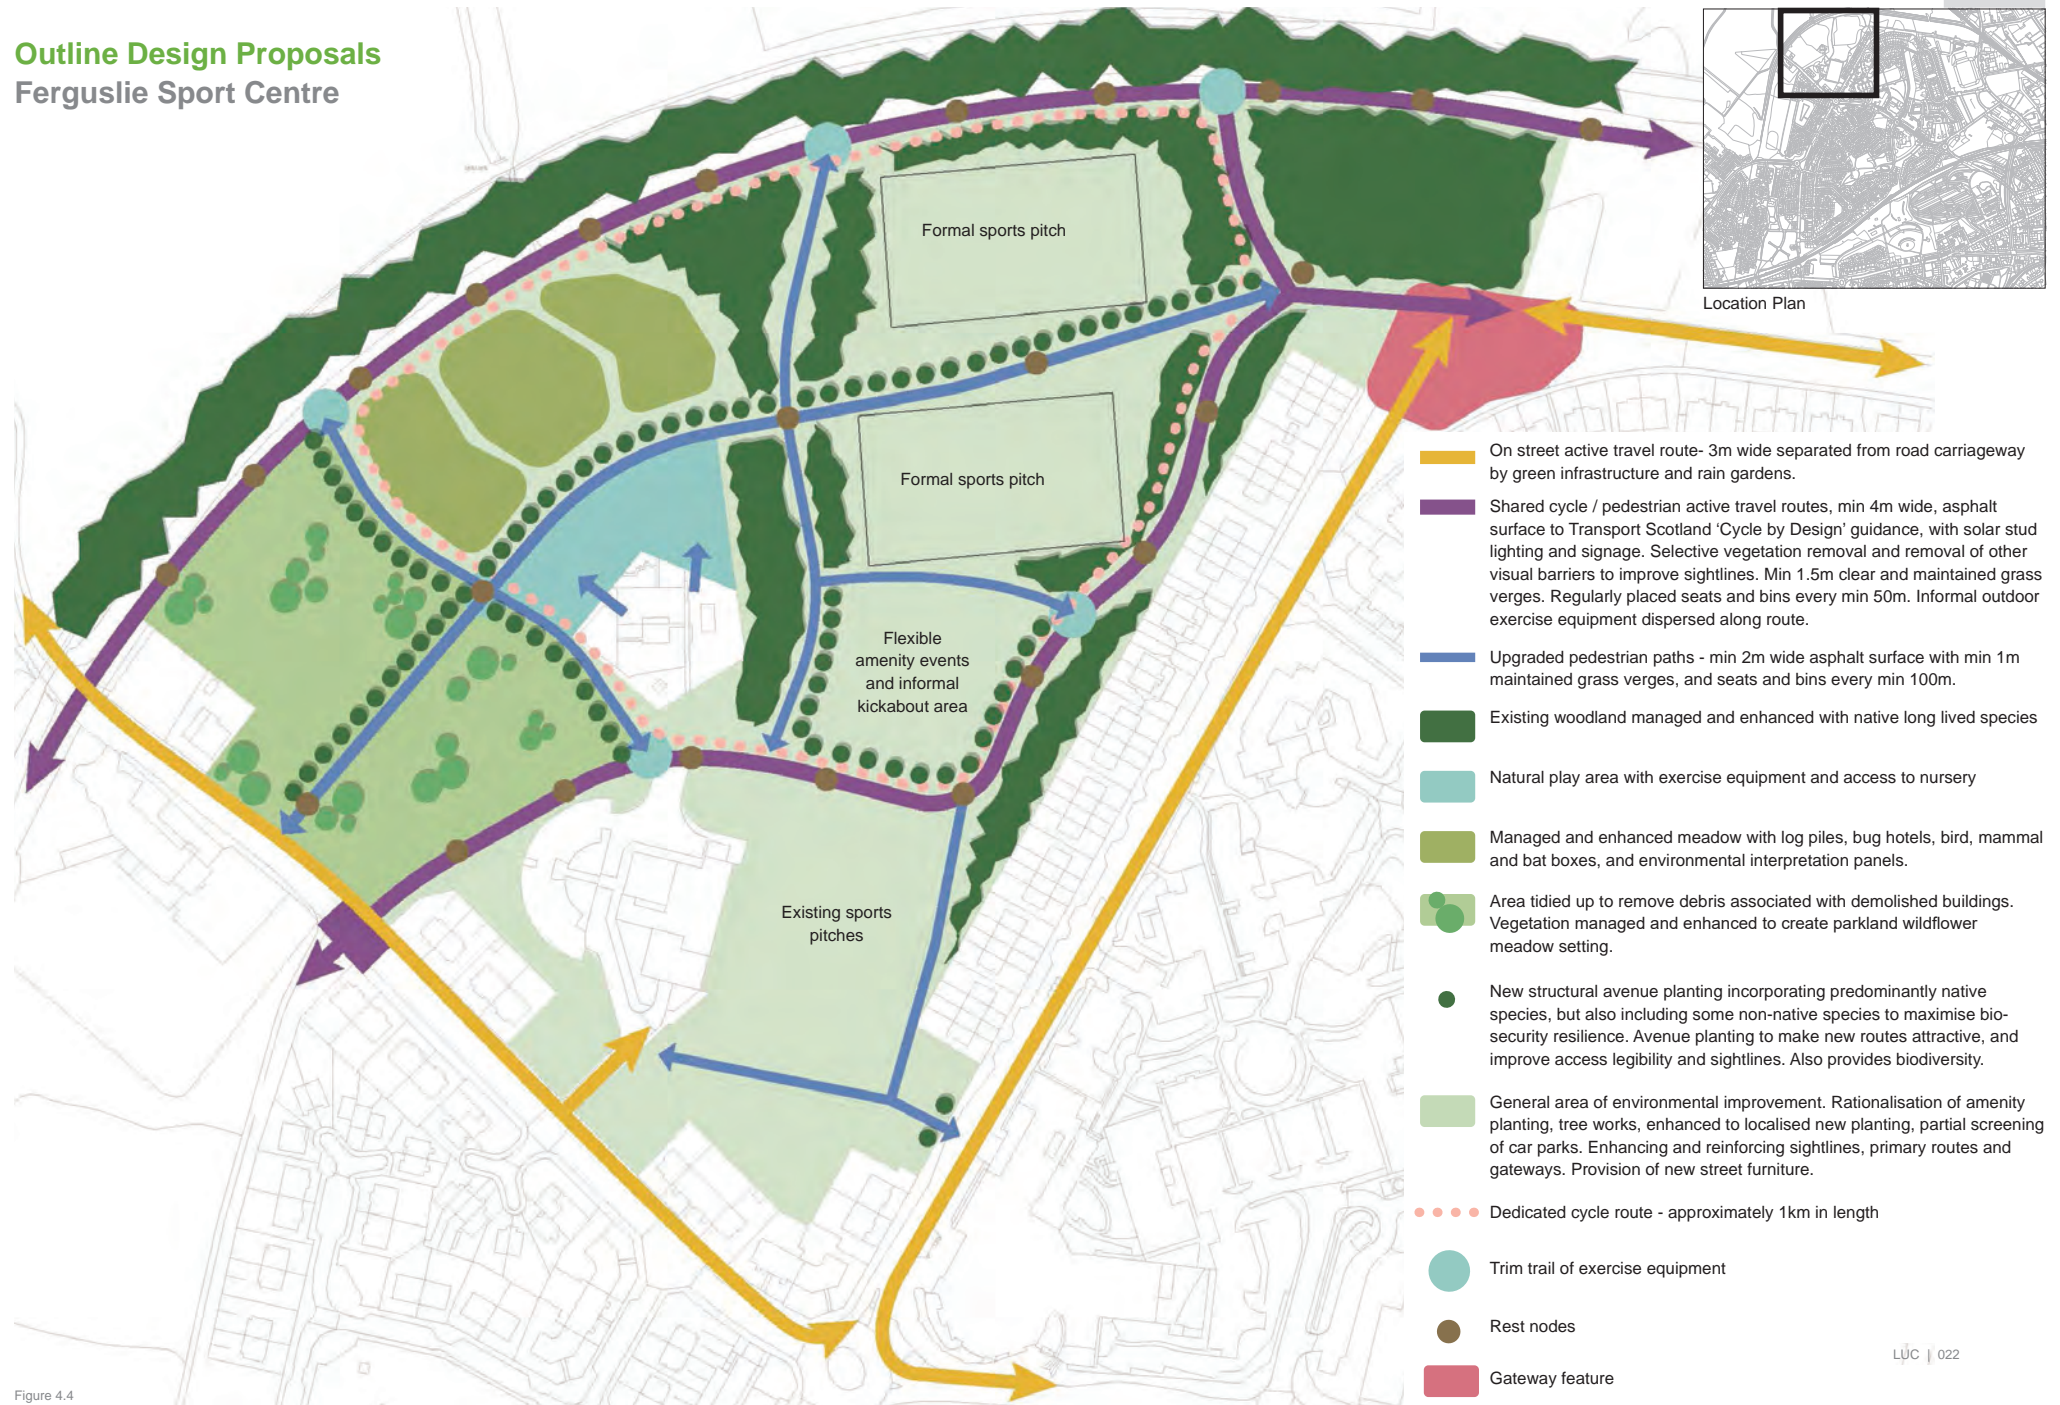 Outline Design Proposals
Ferguslie Sport Centre
Location Plan
Formal sports pitch
Formal sports pitch
Flexible
amenity events
and informal
kickabout area
Existing sports
pitches
On street active travel route- 3m wide separated from road carriageway
by green infrastructure and rain gardens.
Shared cycle / pedestrian active travel routes, min 4m wide, asphalt
surface to Transport Scotland ‘Cycle by Design’ guidance, with solar stud
lighting and signage. Selective vegetation removal and removal of other
visual barriers to improve sightlines. Min 1.5m clear and maintained grass
verges. Regularly placed seats and bins every min 50m. Informal outdoor
exercise equipment dispersed along route.
Upgraded pedestrian paths - min 2m wide asphalt surface with min 1m
maintained grass verges, and seats and bins every min 100m.
Existing woodland managed and enhanced with native long lived species
Natural play area with exercise equipment and access to nursery
Managed and enhanced meadow with log piles, bug hotels, bird, mammal
and bat boxes, and environmental interpretation panels.
Area tidied up to remove debris associated with demolished buildings.
Vegetation managed and enhanced to create parkland wildflower
meadow setting.
New structural avenue planting incorporating predominantly native
species, but also including some non-native species to maximise bio-
security resilience. Avenue planting to make new routes attractive, and
improve access legibility and sightlines. Also provides biodiversity.
General area of environmental improvement. Rationalisation of amenity
planting, tree works, enhanced to localised new planting, partial screening
of car parks. Enhancing and reinforcing sightlines, primary routes and
gateways. Provision of new street furniture.
Dedicated cycle route - approximately 1km in length
Trim trail of exercise equipment
Rest nodes
Gateway feature
LUC | 022
Figure 4.4